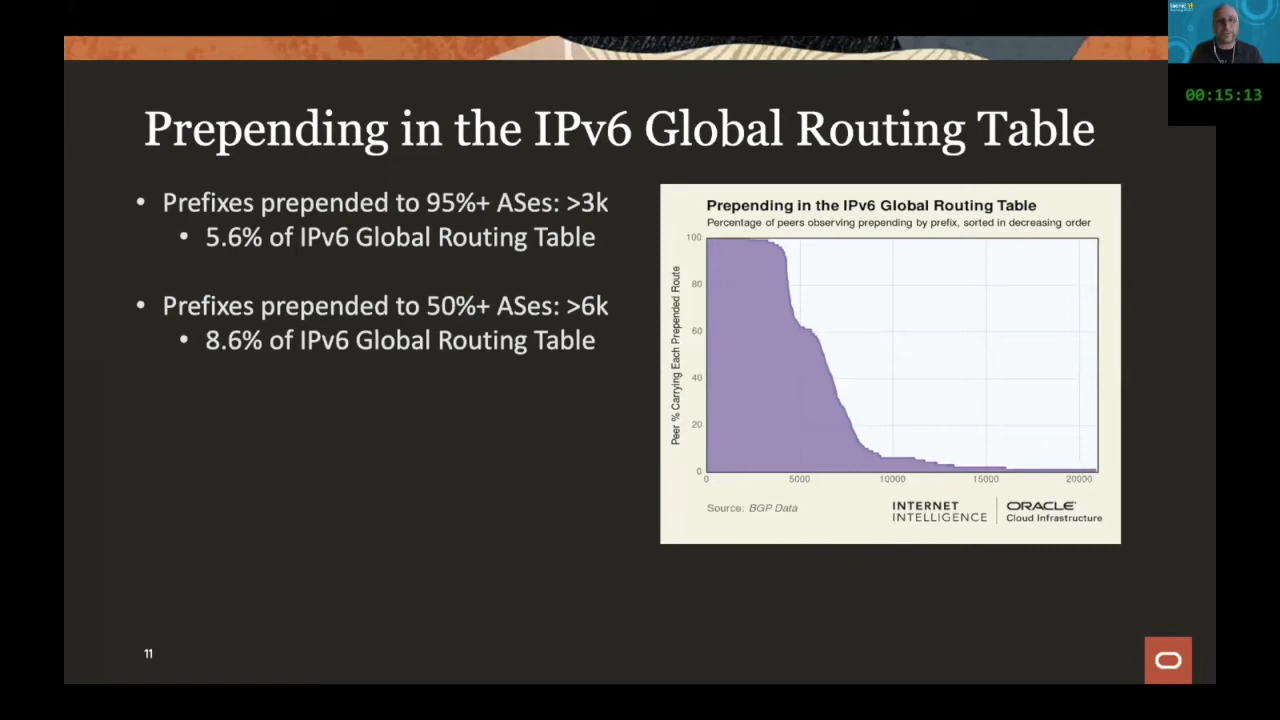 00:15:13
Prepending in the IPv6 Global Routing Table
• Prefixes prepended to 95%+ ASes: >3k
• 5.6% of IPv6 Global Routing Table
• Prefixes prepended to 50%+ ASes: >6k
• 8.6% of IPv6 Global Routing Table
Prepending in the IPv6 Global Routing Table
Percentage of peers observing prepending by prefix, sorted in decreasing order
Peer % Carrying Each Prepended Route
100
80
60
40
20
0
0 5000 10000 15000 20000
Source: BGP Data
INTERNET INTELLIGENCE
ORACLE
Cloud Infrastructure
11